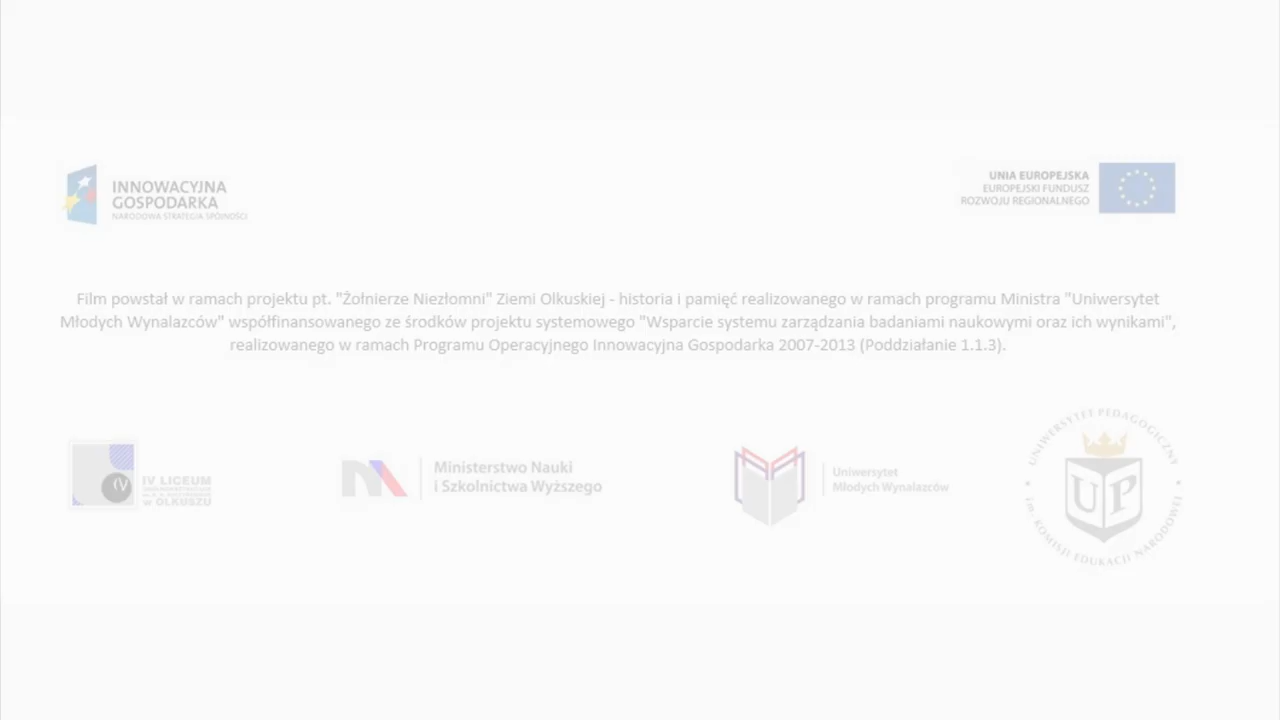 INNOWACYJNA
GOSPODARKA
NARODOWA STRATEGIA SPÓJNOŚCI
UNIA EUROPEJSKA
EUROPEJSKI FUNDUSZ
ROZWOJU REGIONALNEGO
Film powstał w ramach projektu pt. "Żołnierze Niezłomni" Ziemi Olkuskiej - historia i pamięć realizowanego w ramach programu Ministra "Uniwersytet
Młodych Wynalazców" współfinansowanego ze środków projektu systemowego "Wsparcie systemu zarządzania badaniami naukowymi oraz ich wynikami",
realizowanego w ramach Programu Operacyjnego Innowacyjna Gospodarka 2007-2013 (Poddziałanie 1.1.3).
IV
IV LICEUM
w OLKUSZU
Ministerstwo Nauki
i Szkolnictwa Wyższego
Uniwersytet
Młodych Wynalazców
UNIWERSYTET PEDAGOGICZNY
UP
im. KOMISJI EDUKACJI NARODOWEJ